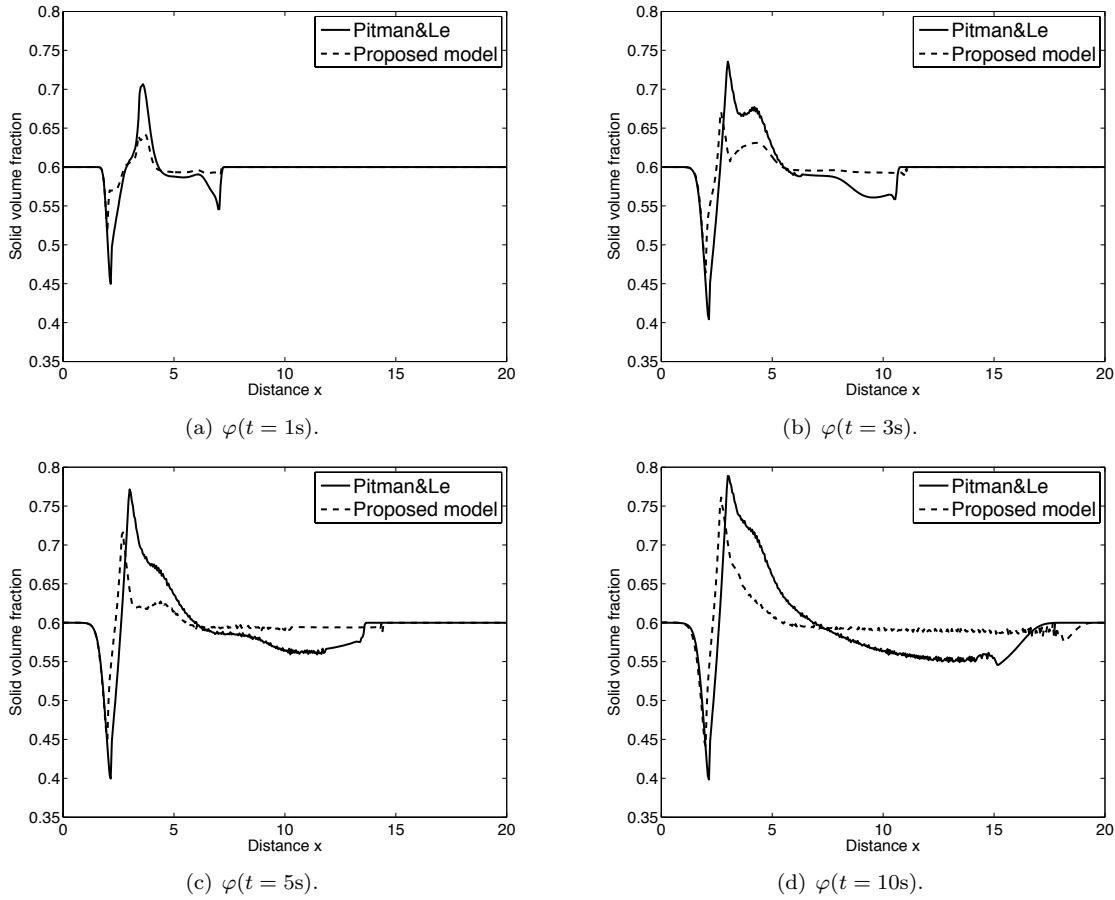 0.8
0.75
0.7
0.65
0.6
0.55
0.5
0.45
0.4
0.35
Solid volume fraction
0 5 10 15 20
Distance x
Pitman&Le
Proposed model
(a) φ(t = 1s).
0.8
0.75
0.7
0.65
0.6
0.55
0.5
0.45
0.4
0.35
Solid volume fraction
0 5 10 15 20
Distance x
Pitman&Le
Proposed model
(b) φ(t = 3s).
0.8
0.75
0.7
0.65
0.6
0.55
0.5
0.45
0.4
0.35
Solid volume fraction
0 5 10 15 20
Distance x
Pitman&Le
Proposed model
(c) φ(t = 5s).
0.8
0.75
0.7
0.65
0.6
0.55
0.5
0.45
0.4
0.35
Solid volume fraction
0 5 10 15 20
Distance x
Pitman&Le
Proposed model
(d) φ(t = 10s).